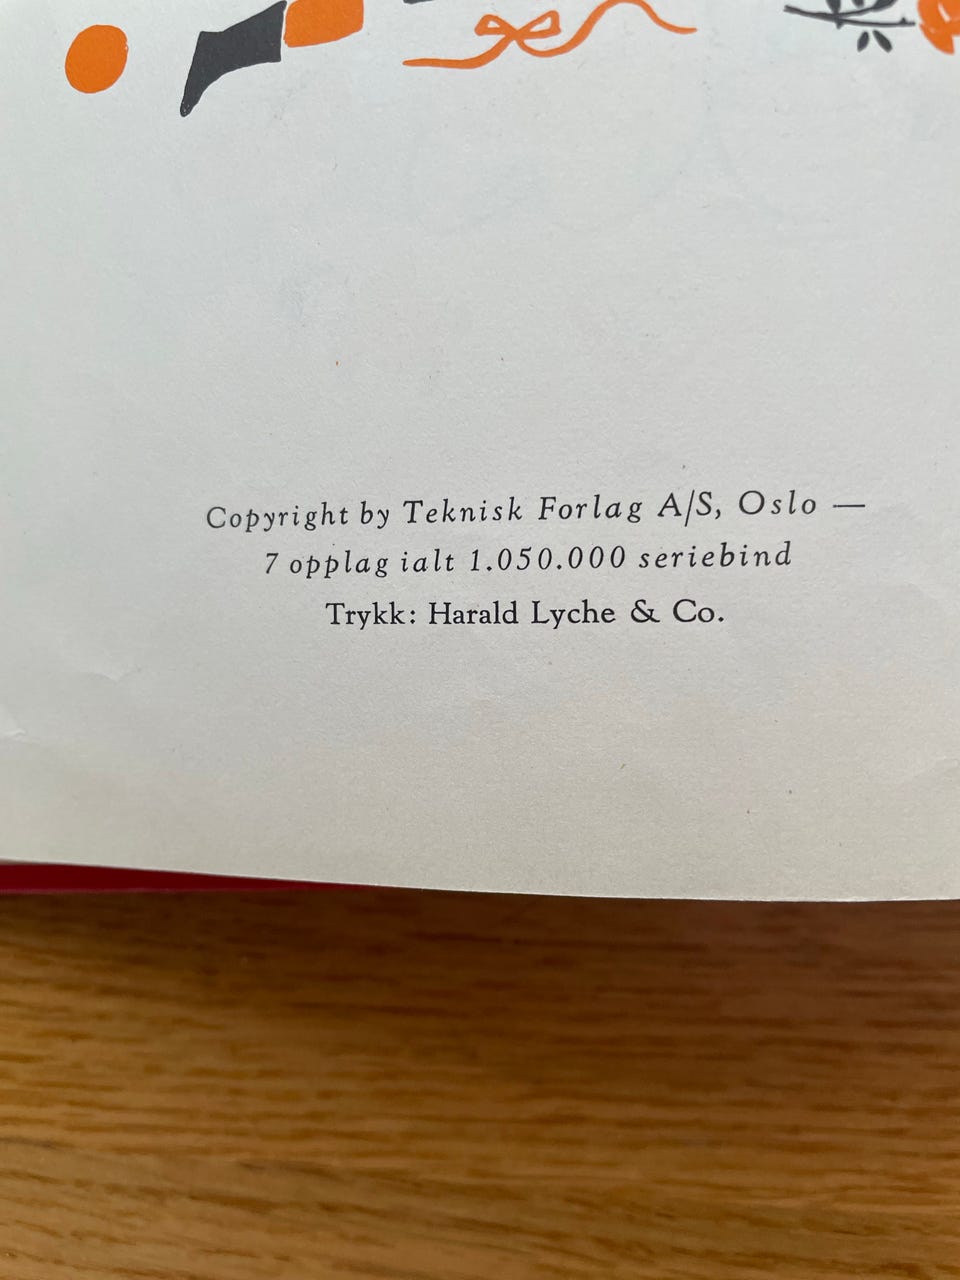 Copyright by Teknisk Forlag A/S, Oslo —
7 opplag ialt 1.050.000 seriebind
Trykk: Harald Lyche & Co.